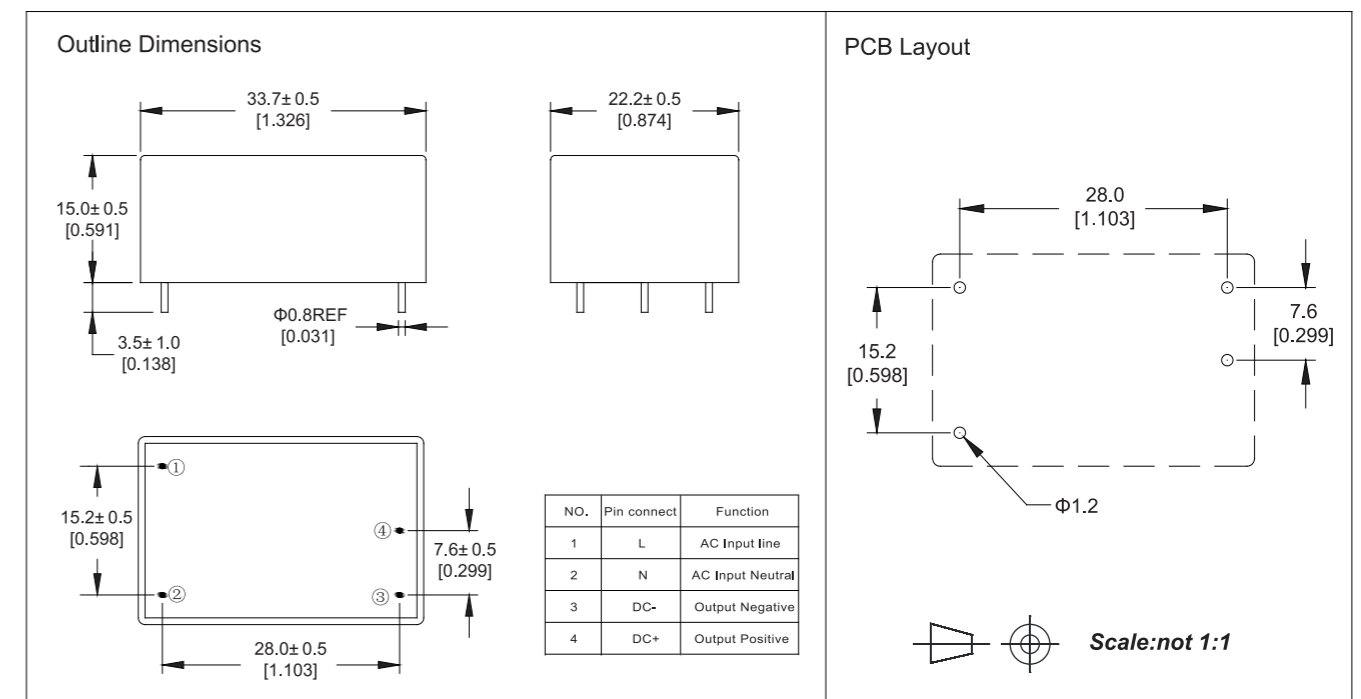 Outline Dimensions
33.7± 0.5
[1.326]
22.2± 0.5
[0.874]
15.0± 0.5
[0.591]
3.5± 1.0
[0.138]
Φ0.8REF
[0.031]
①
②
③
④
15.2± 0.5
[0.598]
7.6± 0.5
[0.299]
28.0± 0.5
[1.103]
NO. Pin connect Function
1 L AC Input line
2 N AC Input Neutral
3 DC- Output Negative
4 DC+ Output Positive
PCB Layout
28.0
[1.103]
15.2
[0.598]
7.6
[0.299]
Φ1.2
Scale:not 1:1